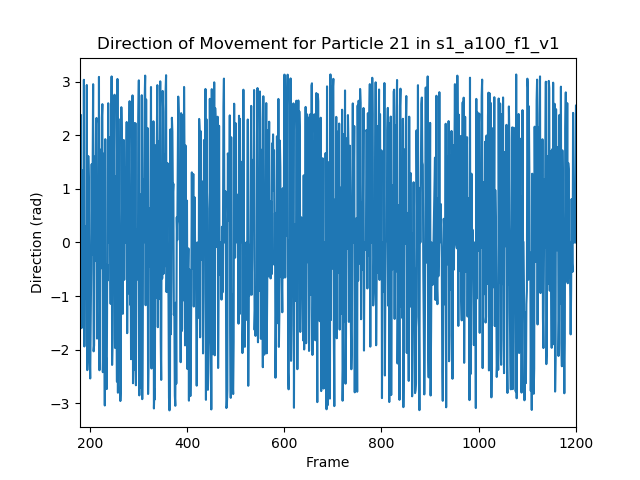 Direction of Movement for Particle 21 in s1_a100_f1_v1
3
2
1
0
−1
−2
−3
Direction (rad)
200 400 600 800 1000 1200
Frame